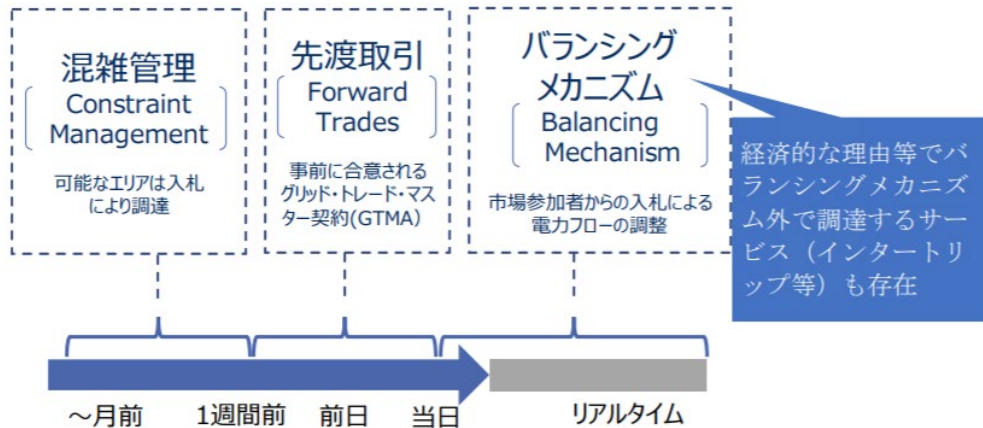 混雑管理
Constraint
Management
可能なエリアは入札
により調達
先渡取引
Forward
Trades
事前に合意される
グリッド・トレード・マス
ター契約(GTMA)
バランシング
メカニズム
Balancing
Mechanism
市場参加者からの入札による
電力フローの調整
経済的な理由等でバ
ランシングメカニズ
ム外で調達するサー
ビス（インタートリ
ップ等）も存在
～月前
1週間前
前日
当日
リアルタイム